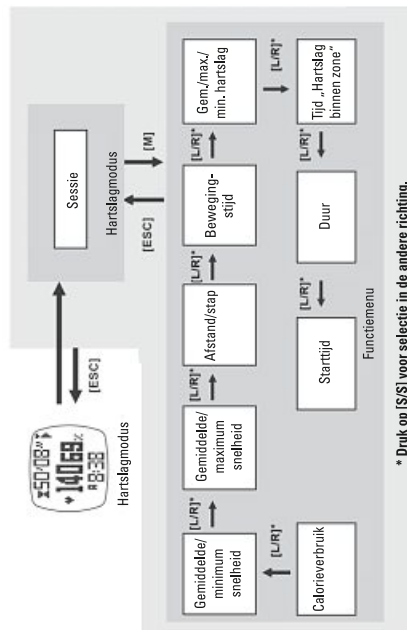 Sessie
Hartslagmodus
[ESC]
[ESC]
[M]
Hartslagmodus
Gemiddelde/
minimum
snelheid
[L/R]*
Gemiddelde/
maximum
snelheid
[L/R]*
Afstand/stap
[L/R]*
Beweging-
stijd
[L/R]*
Gem./max./
min. hartslag
[L/R]*
[L/R]*
Calorieverbruik
Starttijd
[L/R]*
Duur
[L/R]*
Tijd „Hartslag
binnen zone"
Functiemenu
* Druk op [S/S] voor selectie in de andere richting.